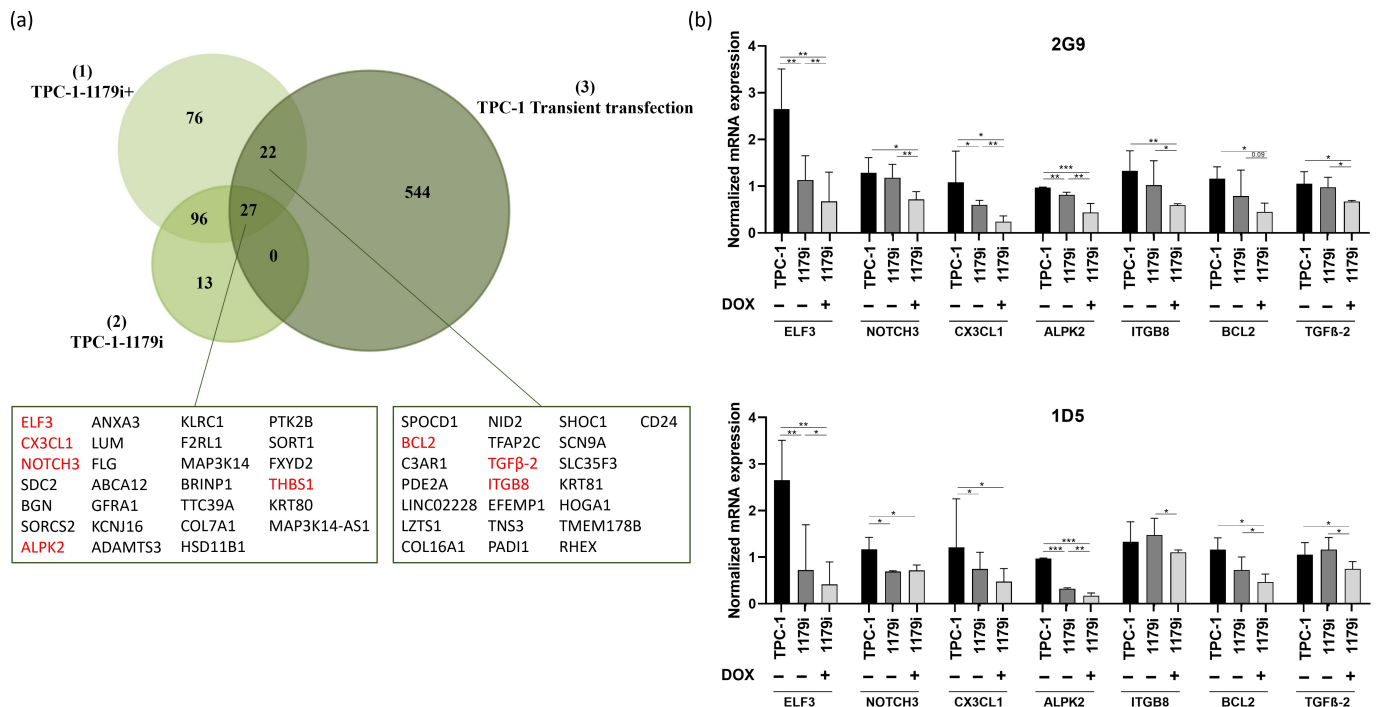 (a)
(1)
TPC-1-1179i+
(3)
TPC-1 Transient transfection
76
22
544
96
27
0
13
(2)
TPC-1-1179i
ELF3 ANXA3 KLRC1 PTK2B
CX3CL1 LUM F2RL1 SORT1
NOTCH3 FLG MAP3K14 FXYD2
SDC2 ABCA12 BRINP1 THBS1
BGN GFRA1 TTC39A KRT80
SORCS2 KCNJ16 COL7A1 MAP3K14-AS1
ALPK2 ADAMTS3 HSD11B1
SPOCD1 NID2 SHOC1 CD24
BCL2 TFAP2C SCN9A
C3AR1 TGFβ-2 SLC35F3
PDE2A ITGB8 KRT81
LINC02228 EFEMP1 HOGA1
LZTS1 TNS3 TMEM178B
COL16A1 PADI1 RHEX
(b)
2G9
Normalized mRNA expression
4
3
2
1
0
** ** **
* **
* * **
*** ** **
** *
* 0.09
* *
TPC-1 1179i 1179i TPC-1 1179i 1179i TPC-1 1179i 1179i TPC-1 1179i 1179i TPC-1 1179i 1179i TPC-1 1179i 1179i TPC-1 1179i 1179i
DOX − − + − − + − − + − − + − − + − − + − − +
ELF3 NOTCH3 CX3CL1 ALPK2 ITGB8 BCL2 TGFß-2
1D5
Normalized mRNA expression
4
3
2
1
0
** ** *
* *
* *
*** *** **
*
* *
* *
TPC-1 1179i 1179i TPC-1 1179i 1179i TPC-1 1179i 1179i TPC-1 1179i 1179i TPC-1 1179i 1179i TPC-1 1179i 1179i TPC-1 1179i 1179i
DOX − − + − − + − − + − − + − − + − − + − − +
ELF3 NOTCH3 CX3CL1 ALPK2 ITGB8 BCL2 TGFß-2